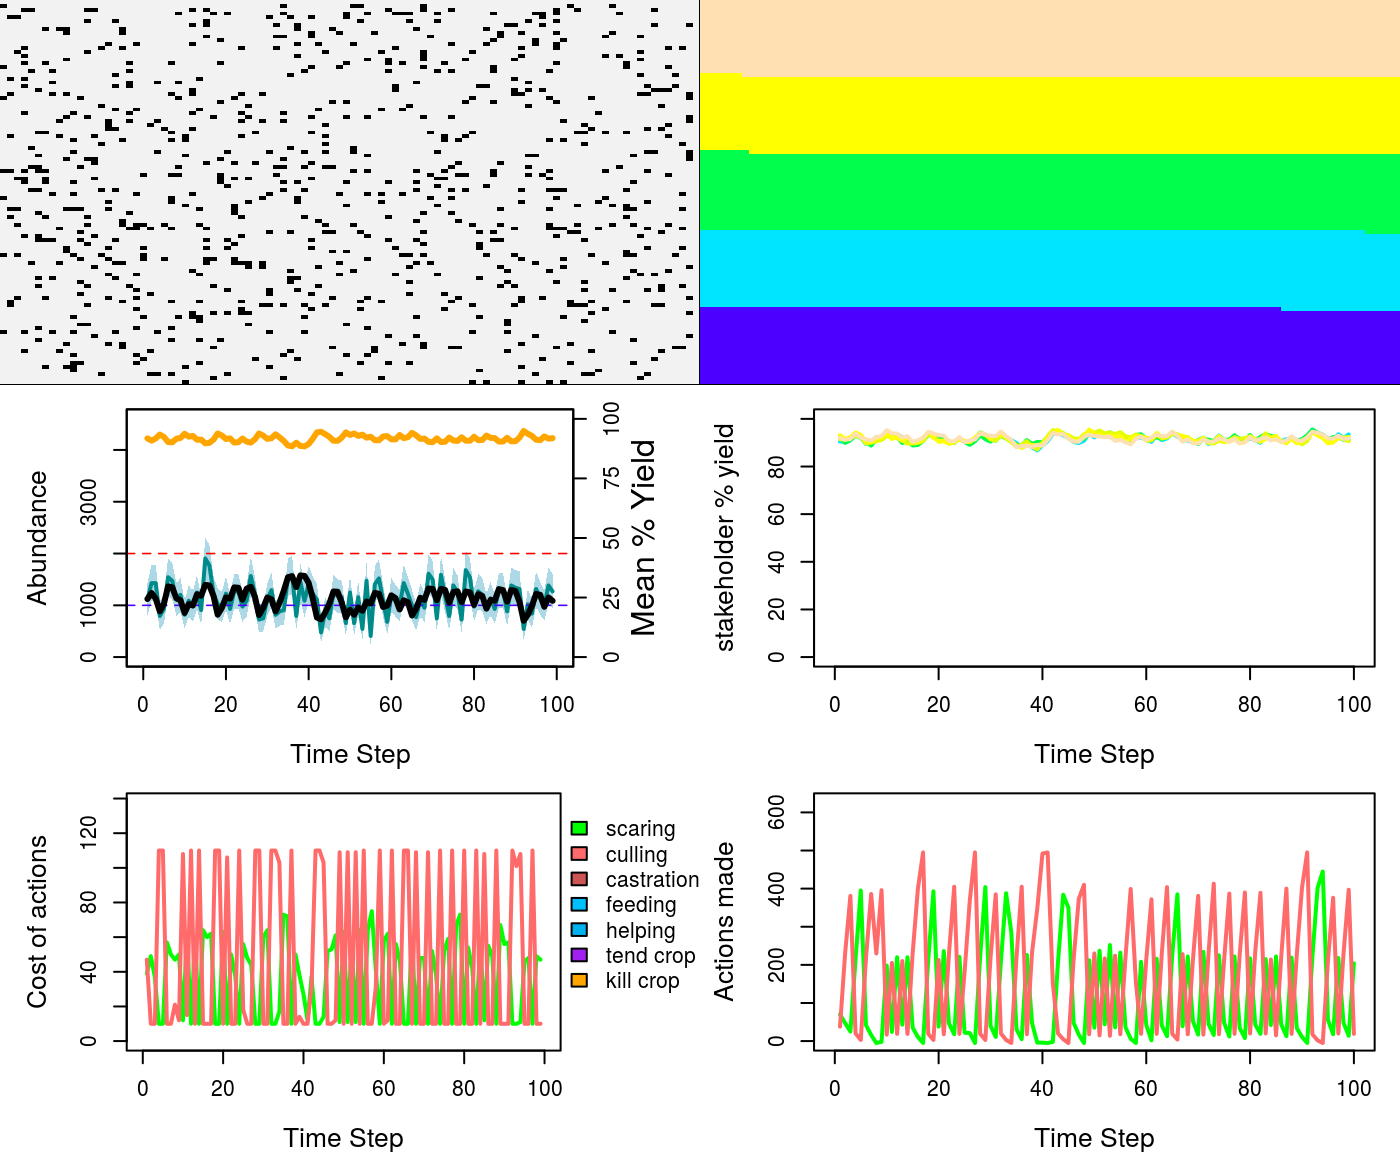 Abundance
0
1000
3000
0
25
50
75
100
Mean % Yield
0 20 40 60 80 100
Time Step
stakeholder % yield
0
20
40
60
80
0 20 40 60 80 100
Time Step
Cost of actions
0
40
80
120
0 20 40 60 80 100
Time Step
scaring
culling
castration
feeding
helping
tend crop
kill crop
Actions made
0
200
400
600
0 20 40 60 80 100
Time Step